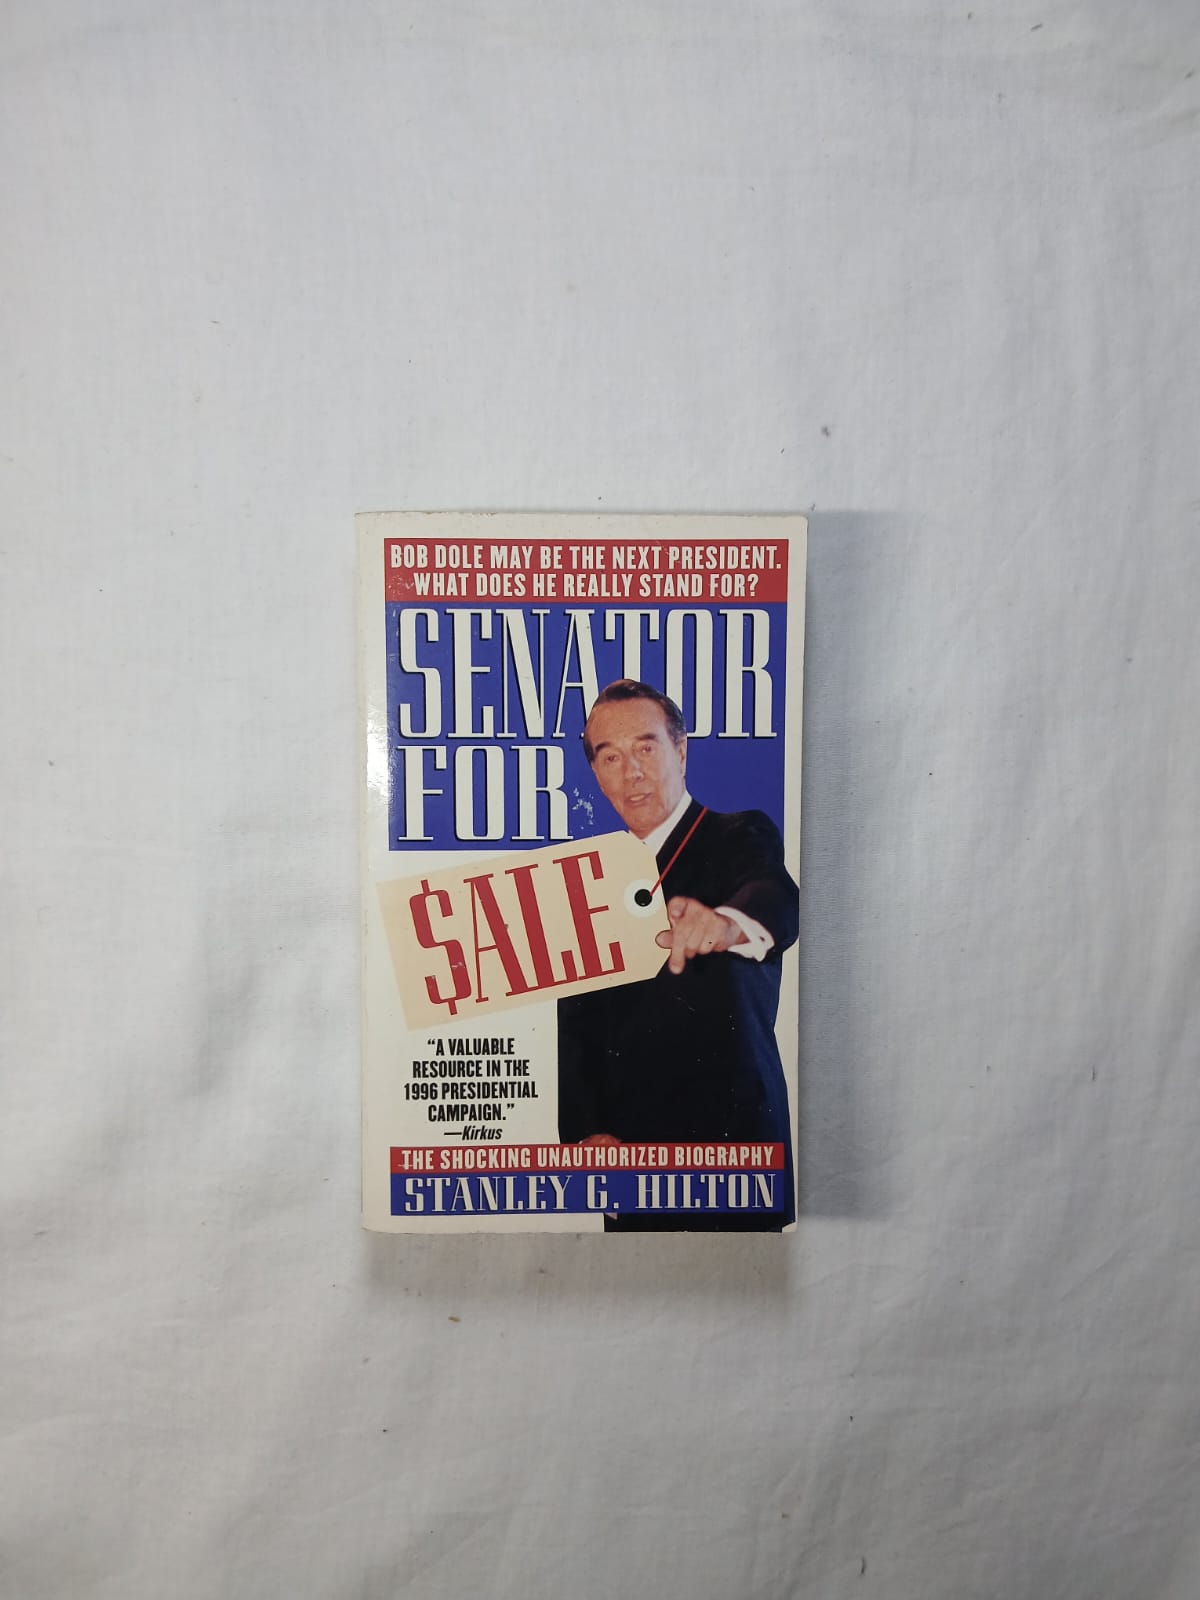 BOB DOLE MAY BE THE NEXT PRESIDENT.
WHAT DOES HE REALLY STAND FOR?
SENATOR
FOR
$ALE
“A VALUABLE
RESOURCE IN THE
1996 PRESIDENTIAL
CAMPAIGN.”
—Kirkus
THE SHOCKING UNAUTHORIZED BIOGRAPHY
STANLEY G. HILTON